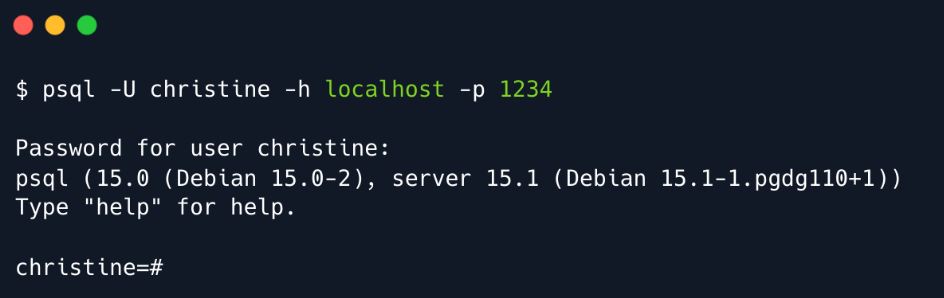 $ psql -U christine -h localhost -p 1234
Password for user christine:
psql (15.0 (Debian 15.0-2), server 15.1 (Debian 15.1-1.pgdg110+1))
Type "help" for help.
christine=#